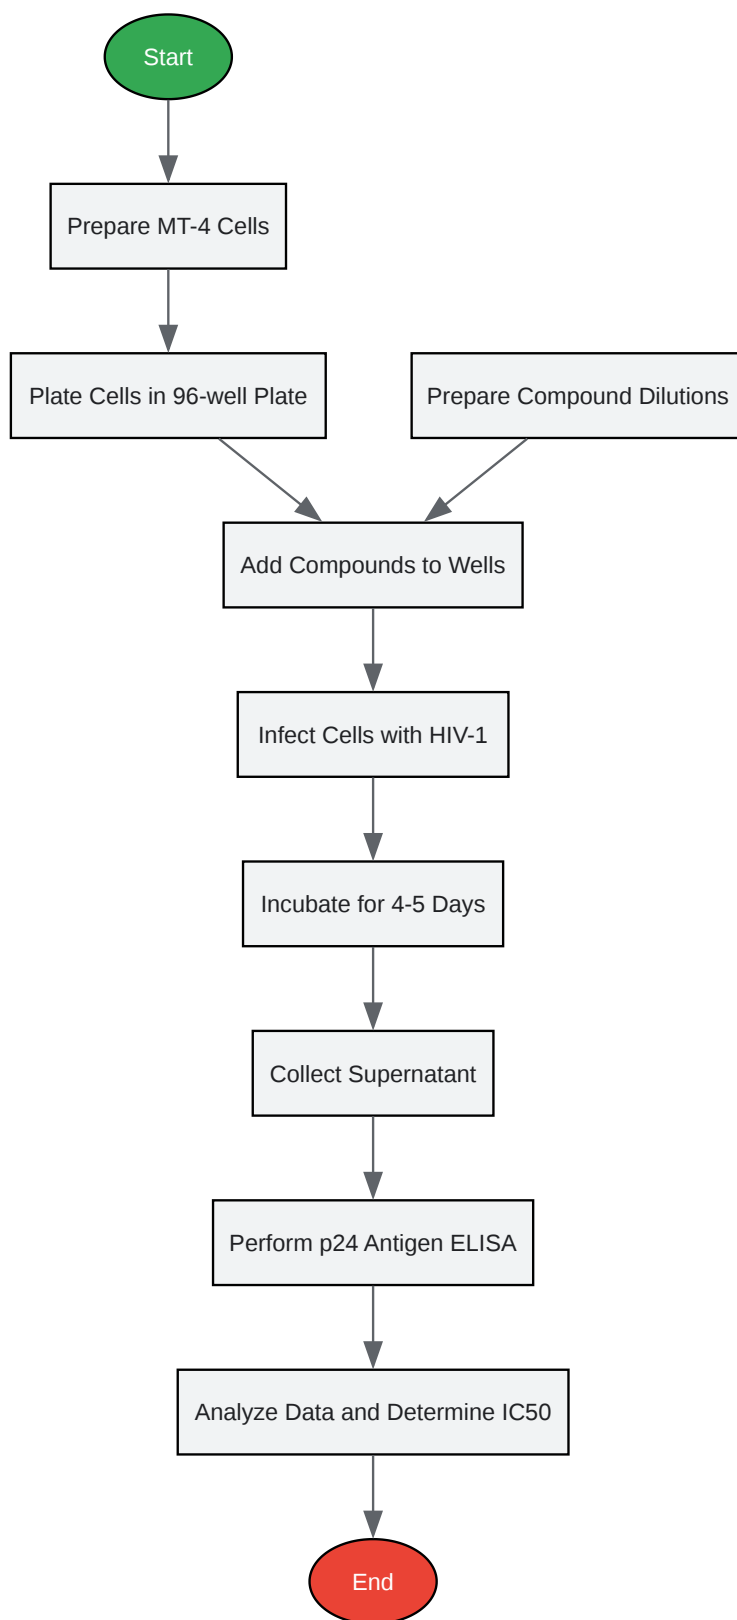 Start
Prepare MT-4 Cells
Plate Cells in 96-well Plate
Prepare Compound Dilutions
Add Compounds to Wells
Infect Cells with HIV-1
Incubate for 4-5 Days
Collect Supernatant
Perform p24 Antigen ELISA
Analyze Data and Determine IC50
End